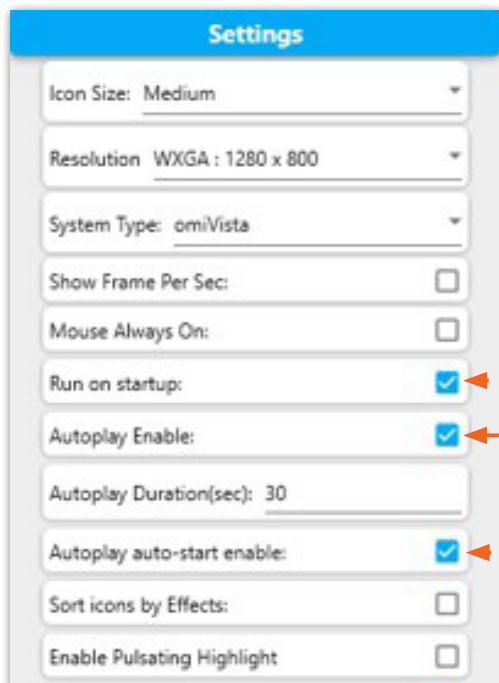 Settings
Icon Size: Medium
Resolution WXGA : 1280 x 800
System Type: omiVista
Show Frame Per Sec:
Mouse Always On:
Run on startup:
Autoplay Enable:
Autoplay Duration(sec): 30
Autoplay auto-start enable:
Sort icons by Effects:
Enable Pulsating Highlight